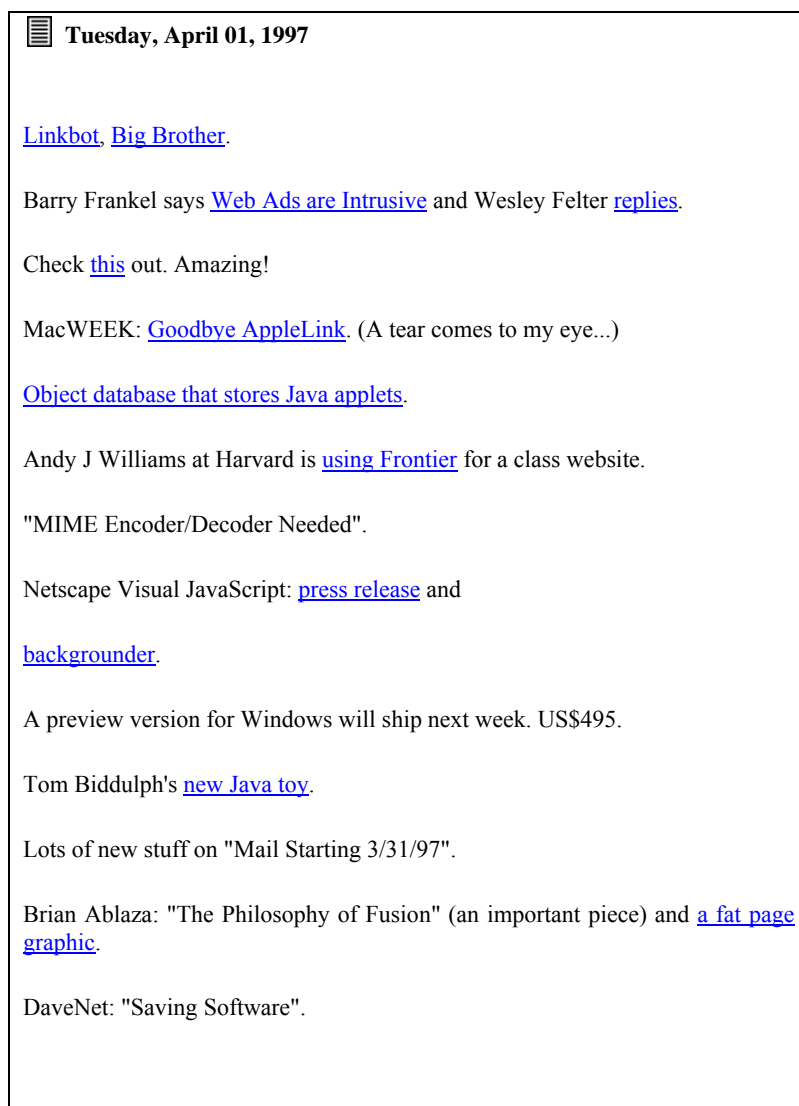 Tuesday, April 01, 1997
Linkbot, Big Brother.
Barry Frankel says Web Ads are Intrusive and Wesley Felter replies.
Check this out. Amazing!
MacWEEK: Goodbye AppleLink. (A tear comes to my eye...)
Object database that stores Java applets.
Andy J Williams at Harvard is using Frontier for a class website.
"MIME Encoder/Decoder Needed".
Netscape Visual JavaScript: press release and
backgrounder.
A preview version for Windows will ship next week. US$495.
Tom Biddulph's new Java toy.
Lots of new stuff on "Mail Starting 3/31/97".
Brian Ablaza: "The Philosophy of Fusion" (an important piece) and a fat page
graphic.
DaveNet: "Saving Software".